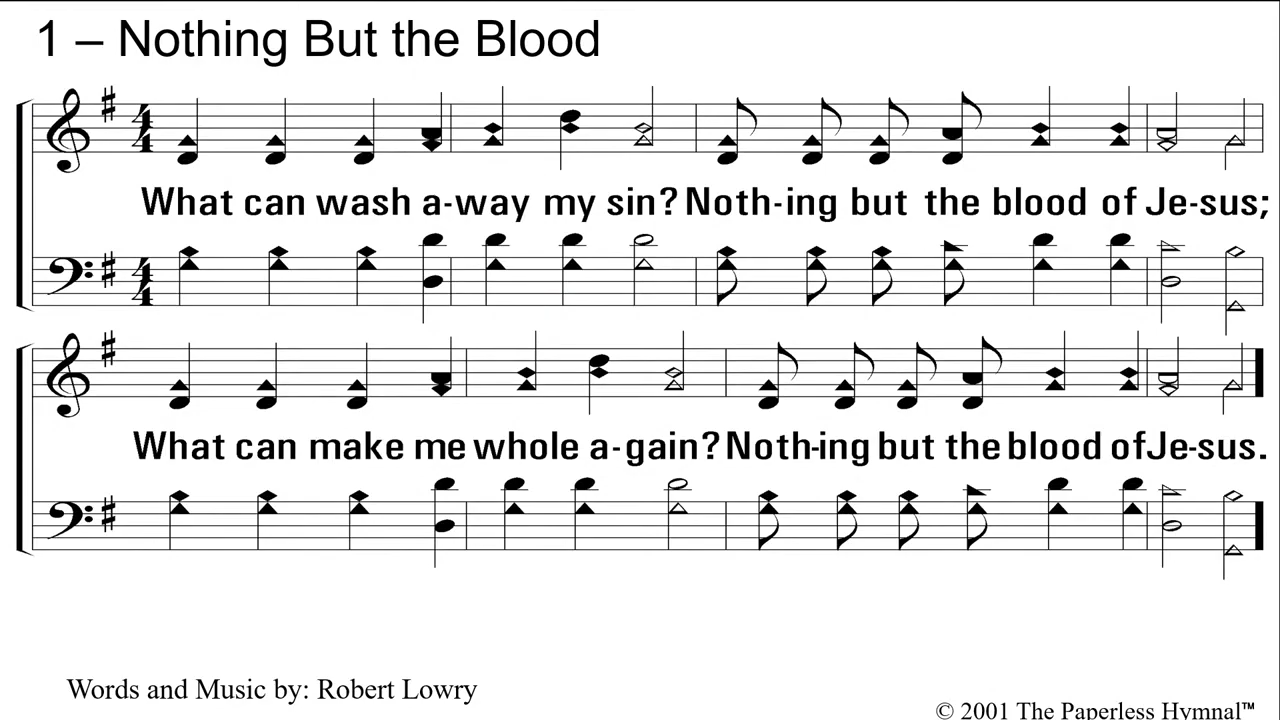 1 – Nothing But the Blood
What can wash a-way my sin? Noth-ing but the blood of Je-sus;
What can make me whole a-gain? Noth-ing but the blood of Je-sus.
Words and Music by: Robert Lowry
© 2001 The Paperless Hymnal™